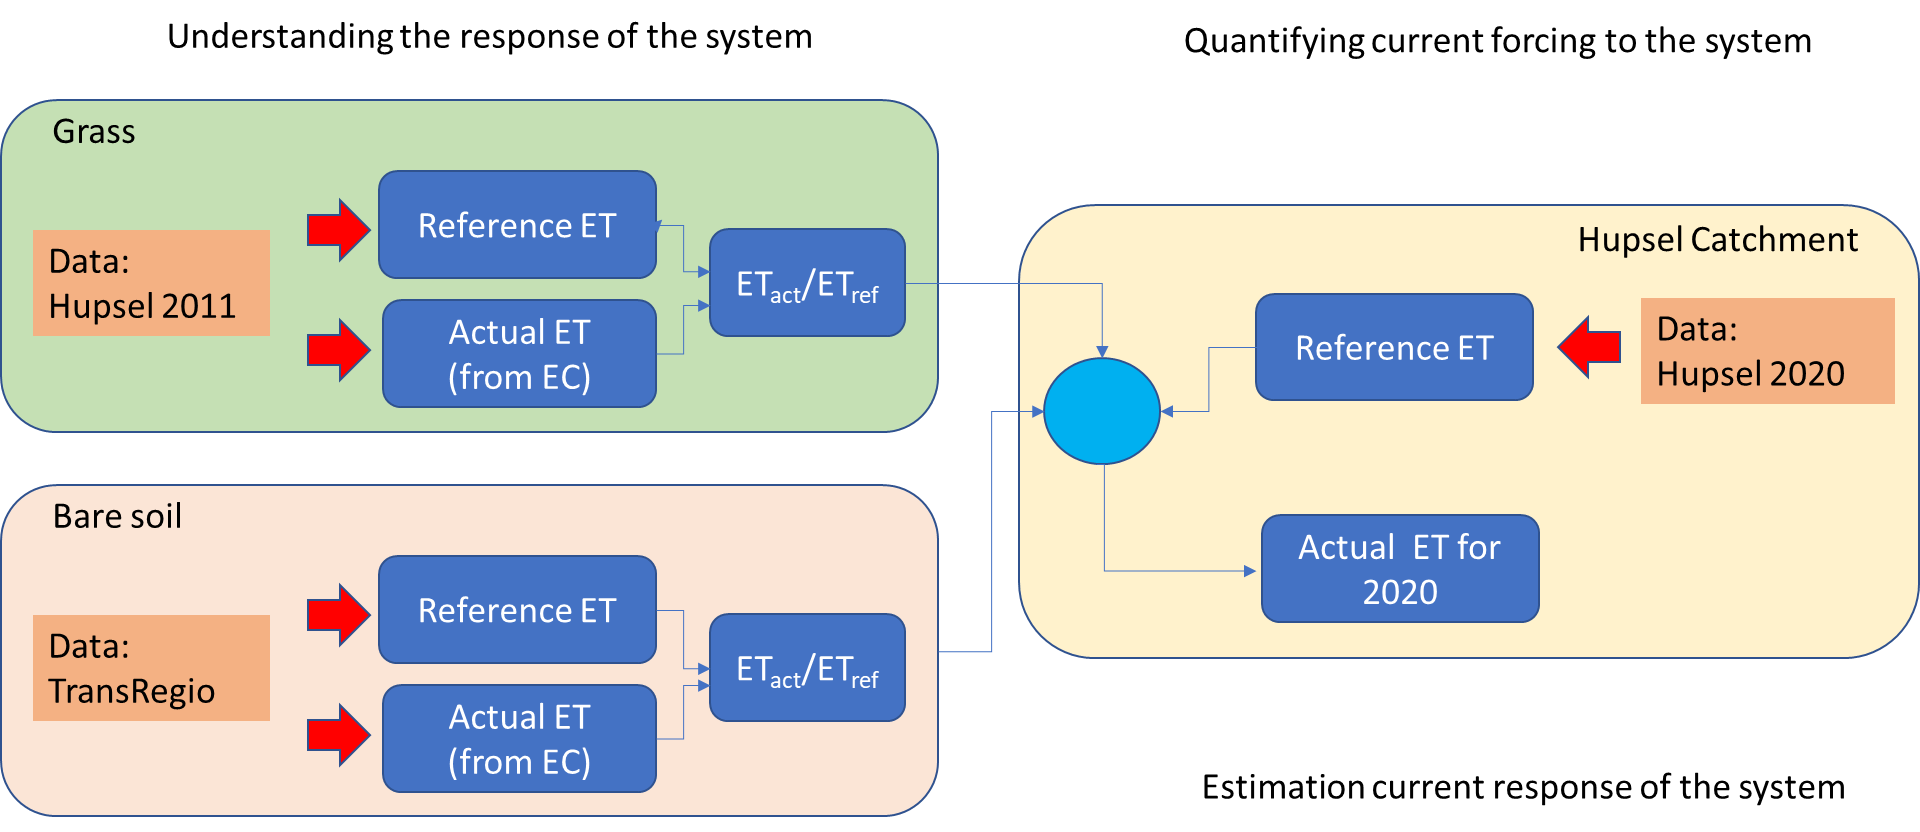 Understanding the response of the system
Quantifying current forcing to the system
Grass
Data:
Hupsel 2011
Reference ET
Actual ET
(from EC)
ETact/ETref
Bare soil
Data:
TransRegio
Reference ET
Actual ET
(from EC)
ETact/ETref
Hupsel Catchment
Reference ET
Data:
Hupsel 2020
Actual ET for
2020
Estimation current response of the system